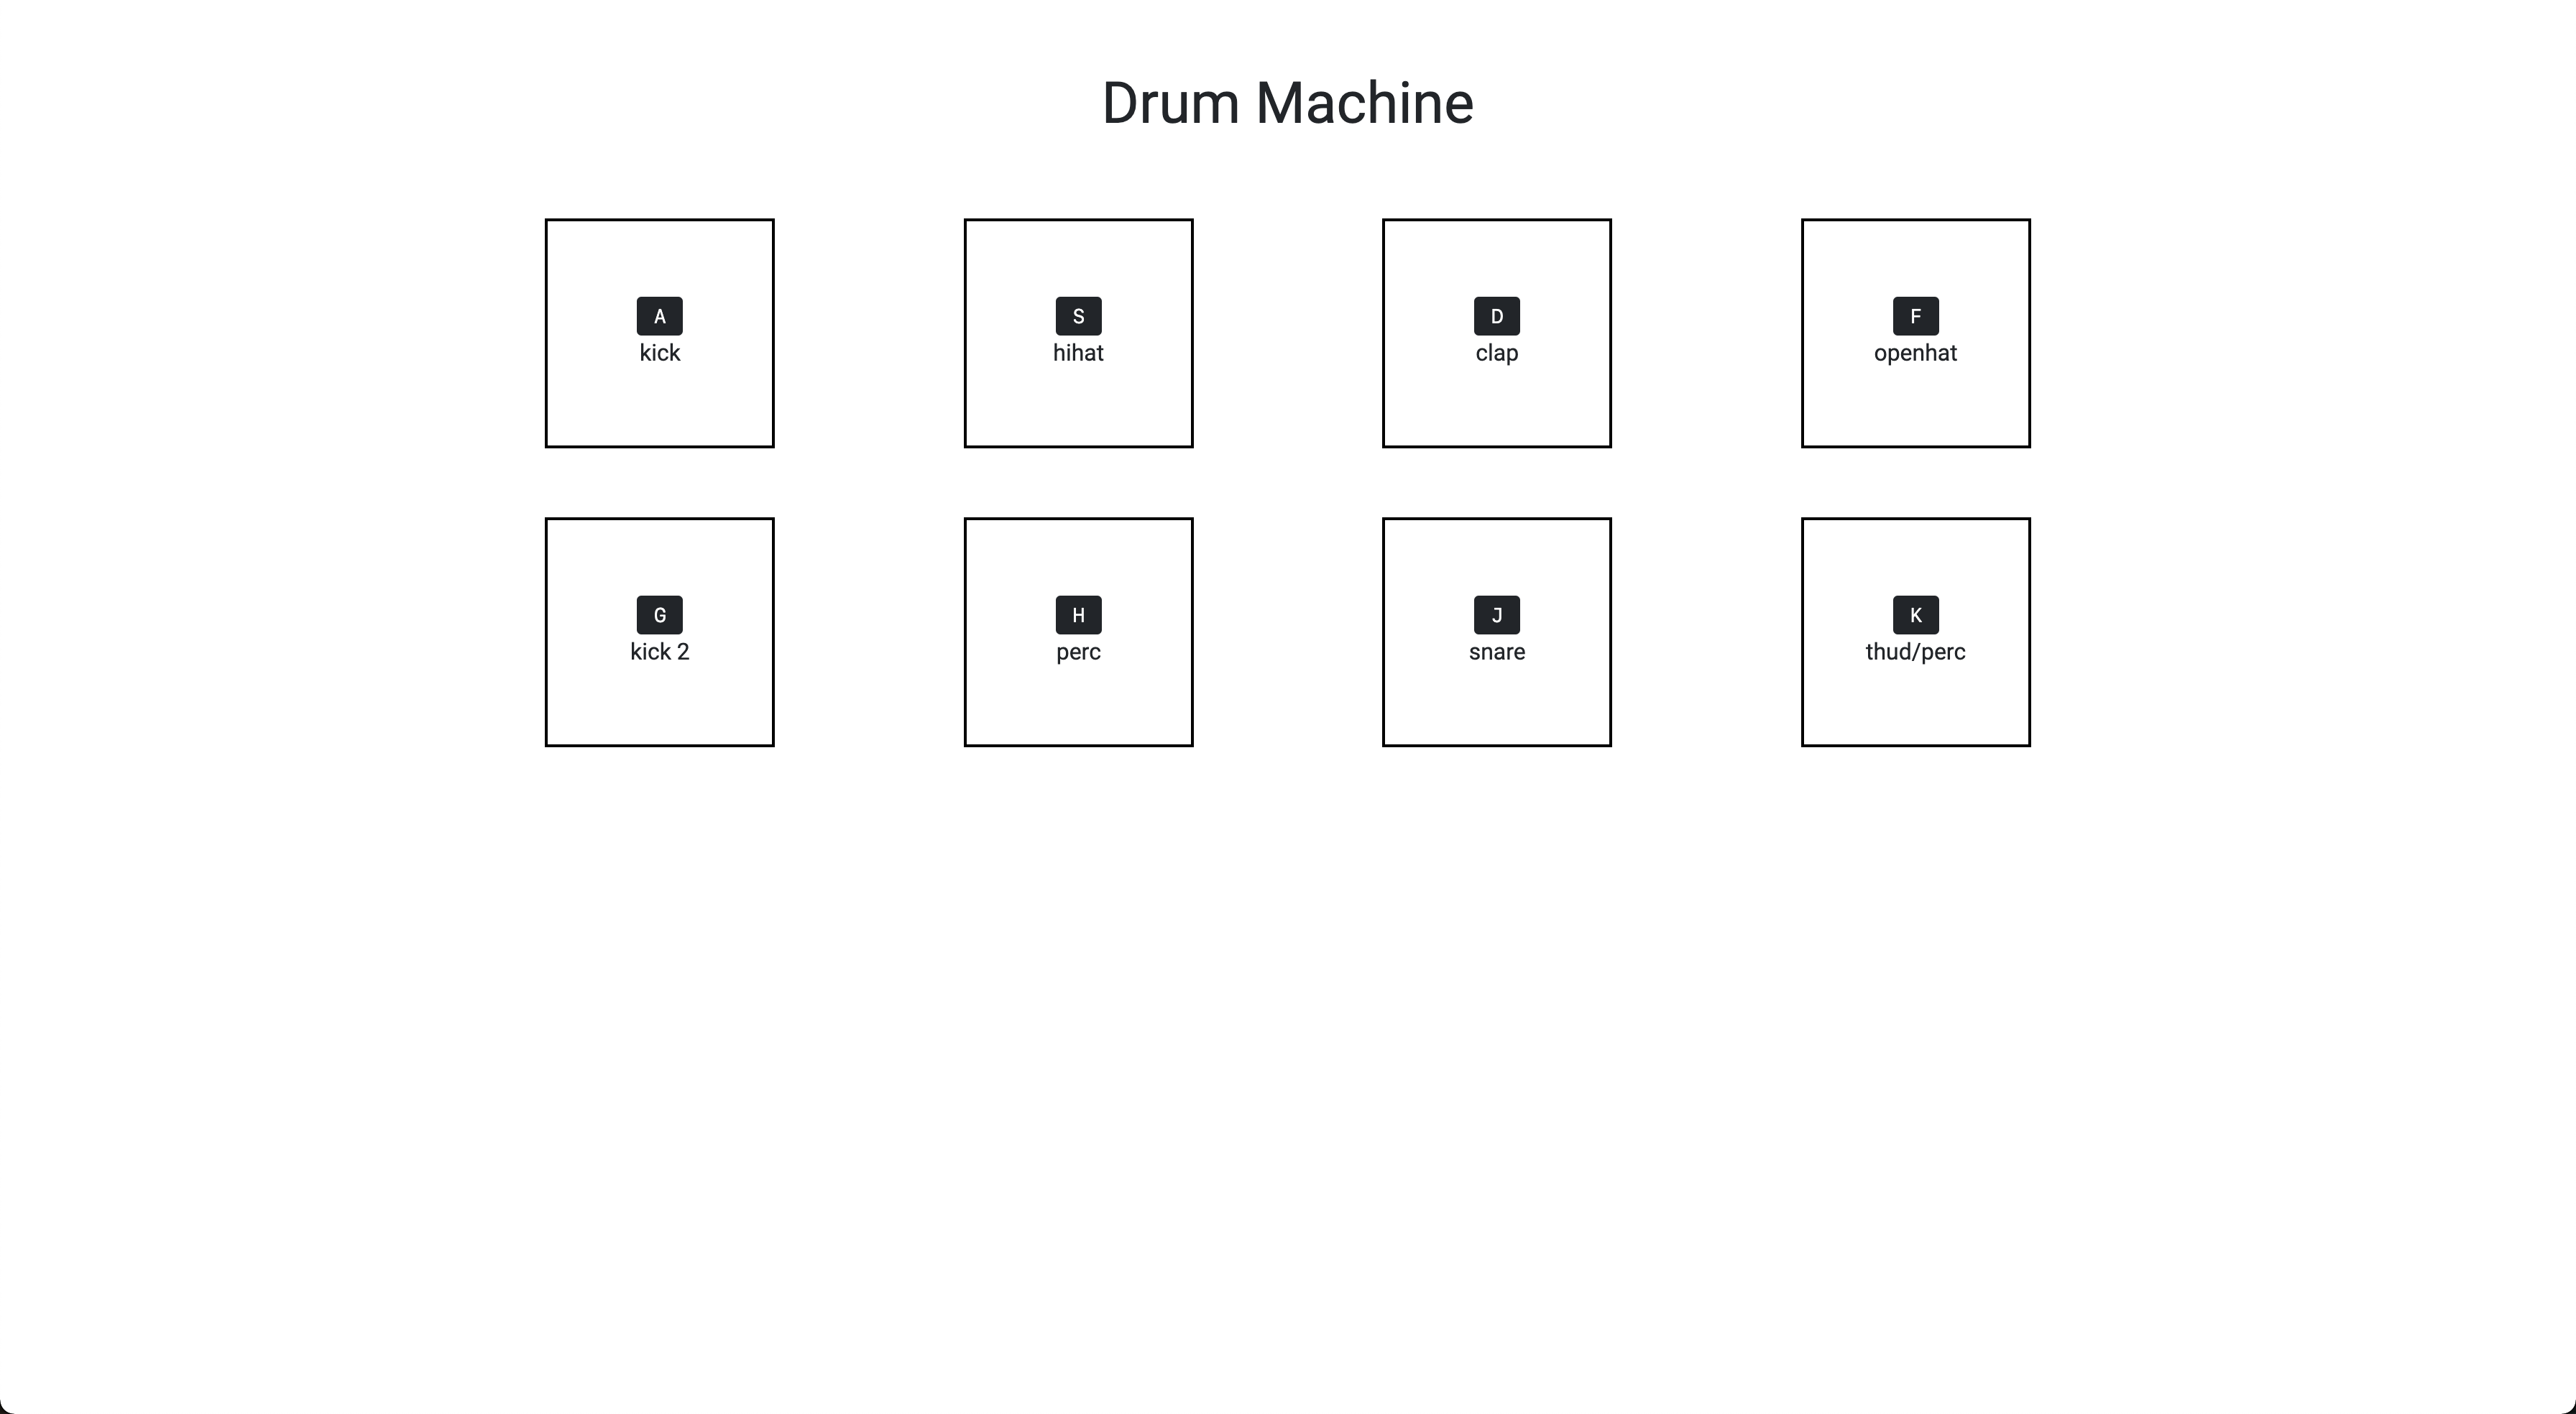 Drum Machine
A
kick
S
hihat
D
clap
F
openhat
G
kick 2
H
perc
J
snare
K
thud/perc